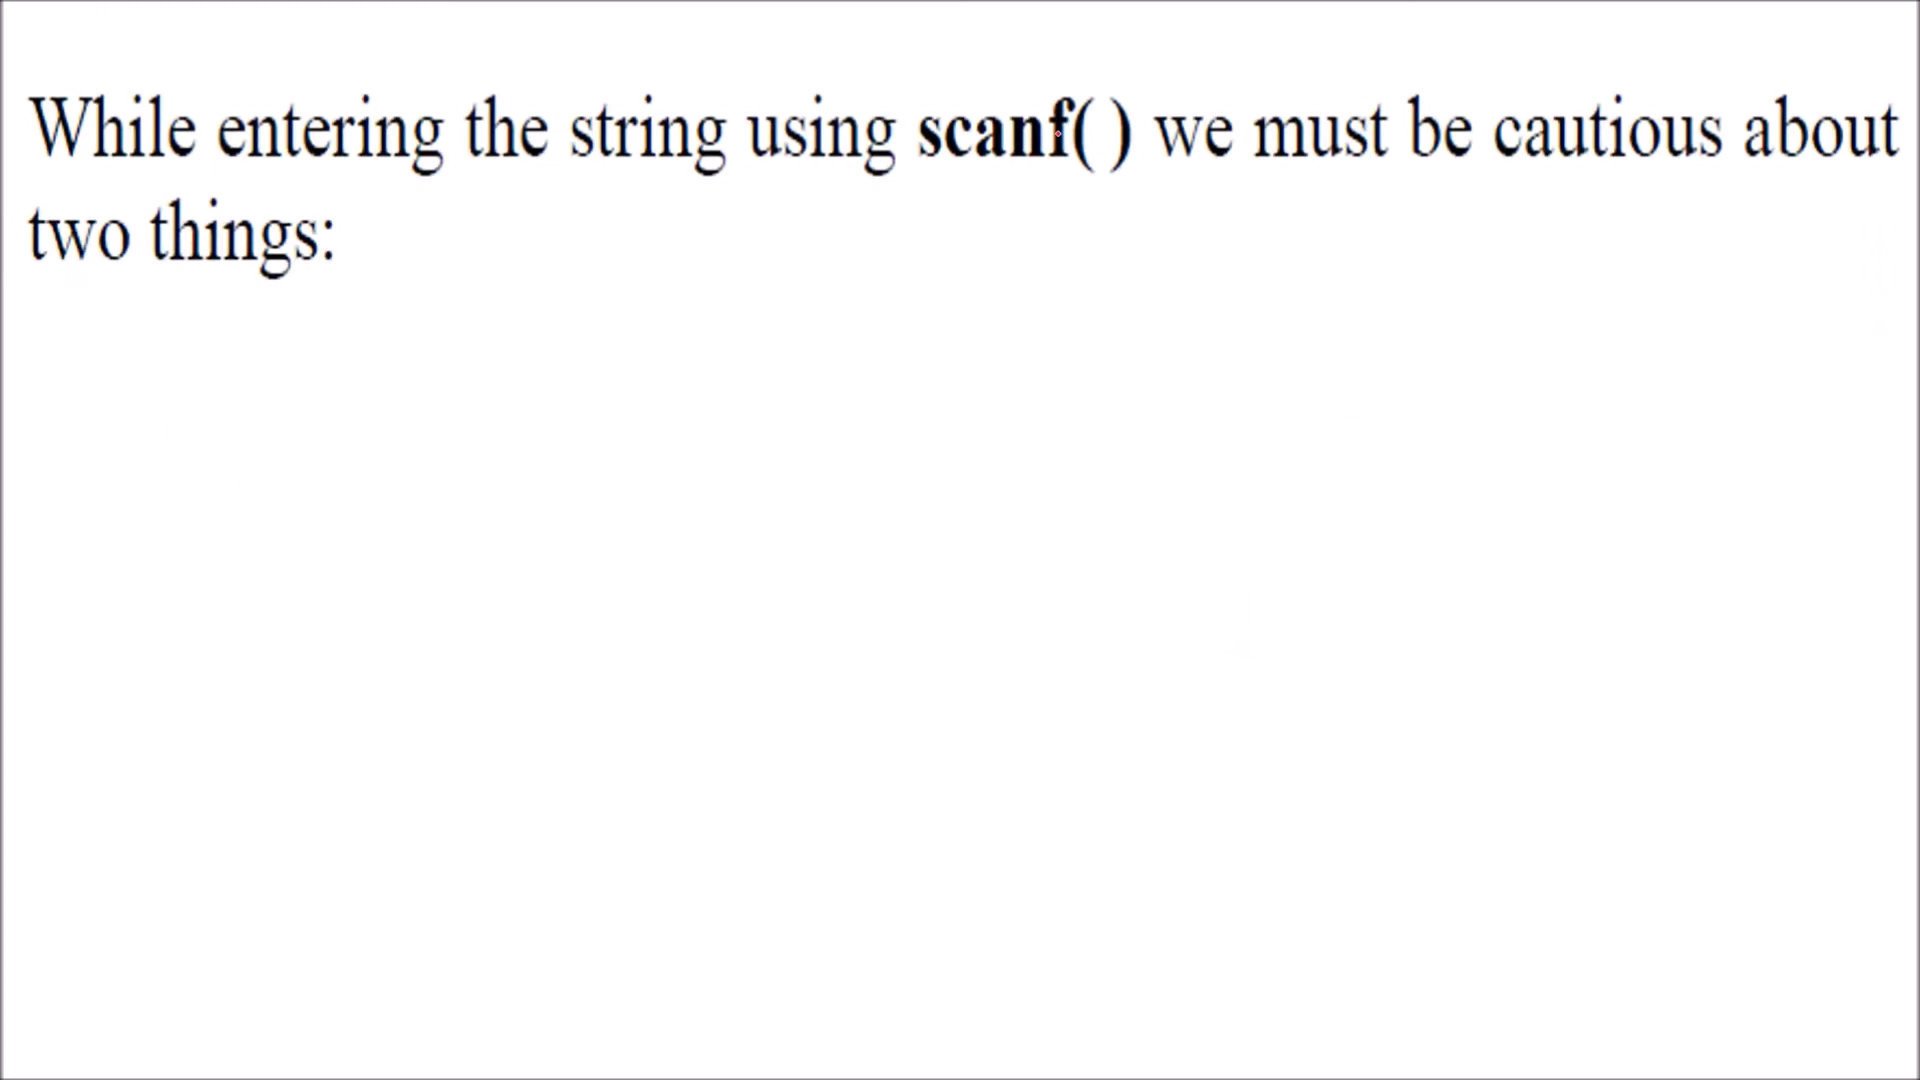 While entering the string using scanf( ) we must be cautious about
two things: